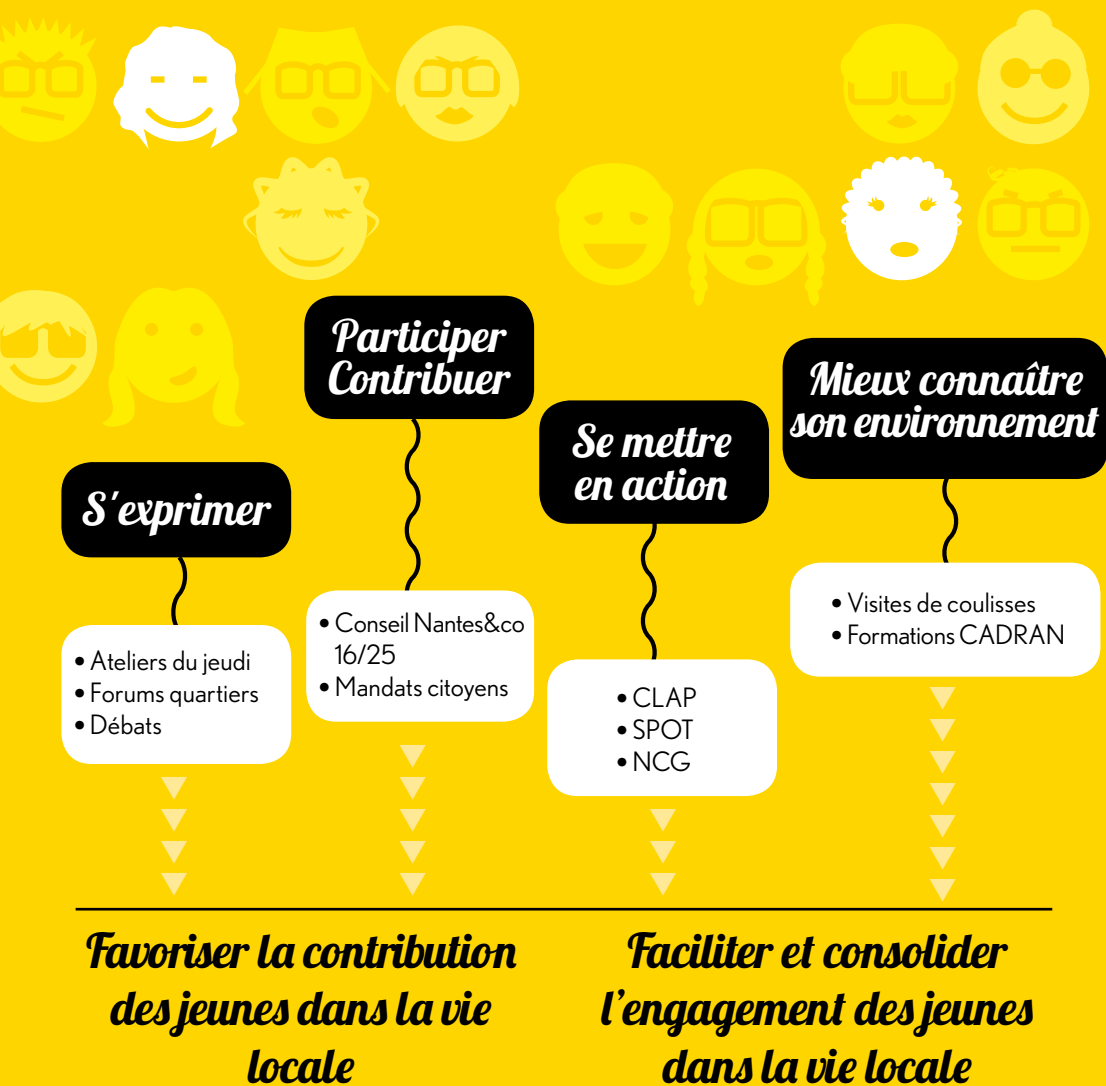 S'exprimer
• Ateliers du jeudi
• Forums quartiers
• Débats
Participer
Contribuer
• Conseil Nantes&co
16/25
• Mandats citoyens
Se mettre
en action
• CLAP
• SPOT
• NCG
Mieux connaître
son environnement
• Visites de coulisses
• Formations CADRAN
Favoriser la contribution
des jeunes dans la vie
locale
Faciliter et consolider
l’engagement des jeunes
dans la vie locale